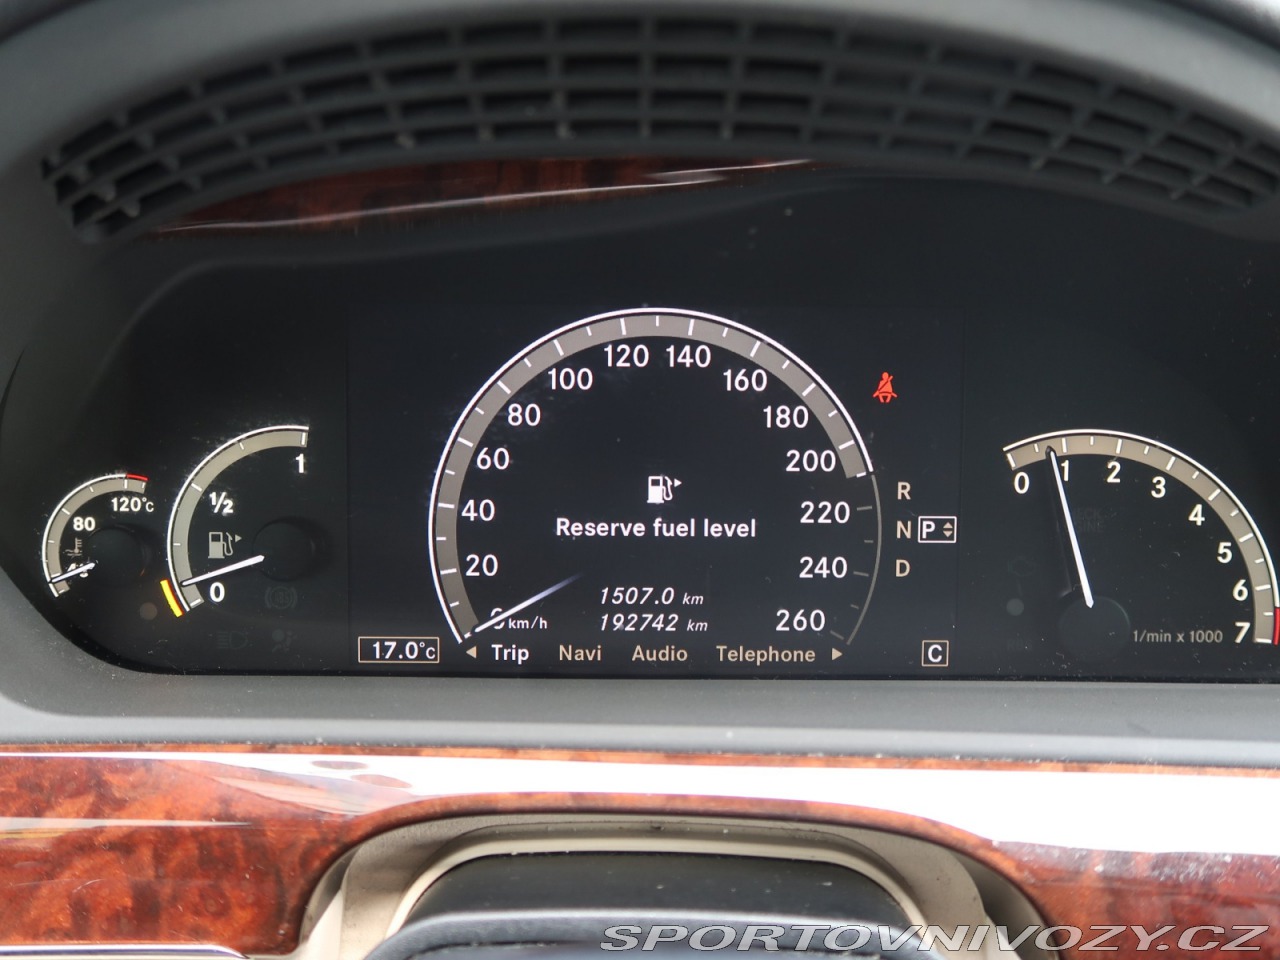 120 140
100 160
80 180
60 200
40 220
20 240
0 km/h 260
Reserve fuel level
1507.0 km
192742 km
17.0°C
Trip Navi Audio Telephone
C
R
N P
D
120°C
80
1
½
0
0 1 2 3 4 5 6 7
1/min x 1000
SPORTOVNIVOZY.CZ